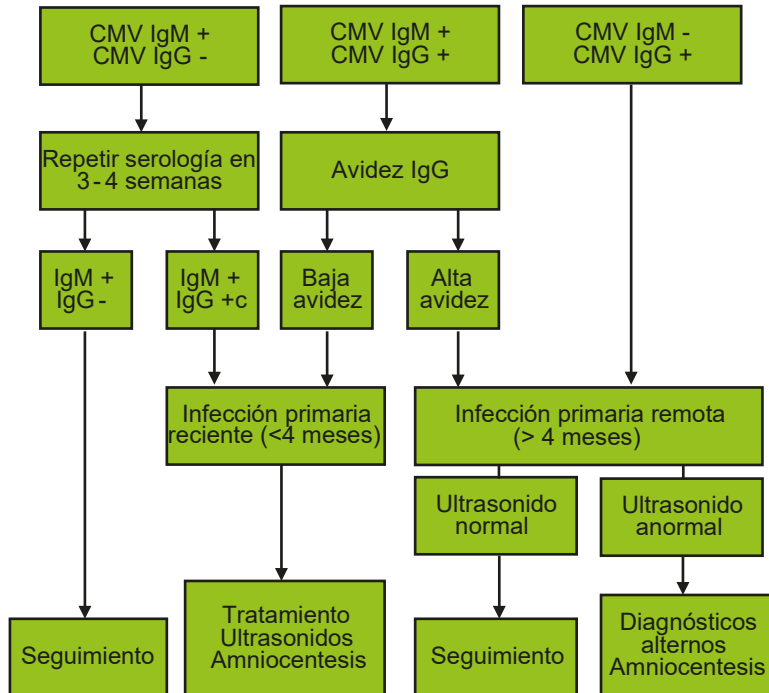 CMV IgM +
CMV IgG -
CMV IgM +
CMV IgG +
CMV IgM -
CMV IgG +
Repetir serología en
3-4 semanas
Avidez IgG
IgM +
IgG -
IgM +
IgG +c
Baja
avidez
Alta
avidez
Infección primaria
reciente (<4 meses)
Infección primaria remota
(> 4 meses)
Ultrasonido
normal
Ultrasonido
anormal
Seguimiento
Tratamiento
Ultrasonidos
Amniocentesis
Seguimiento
Diagnósticos
alternos
Amniocentesis